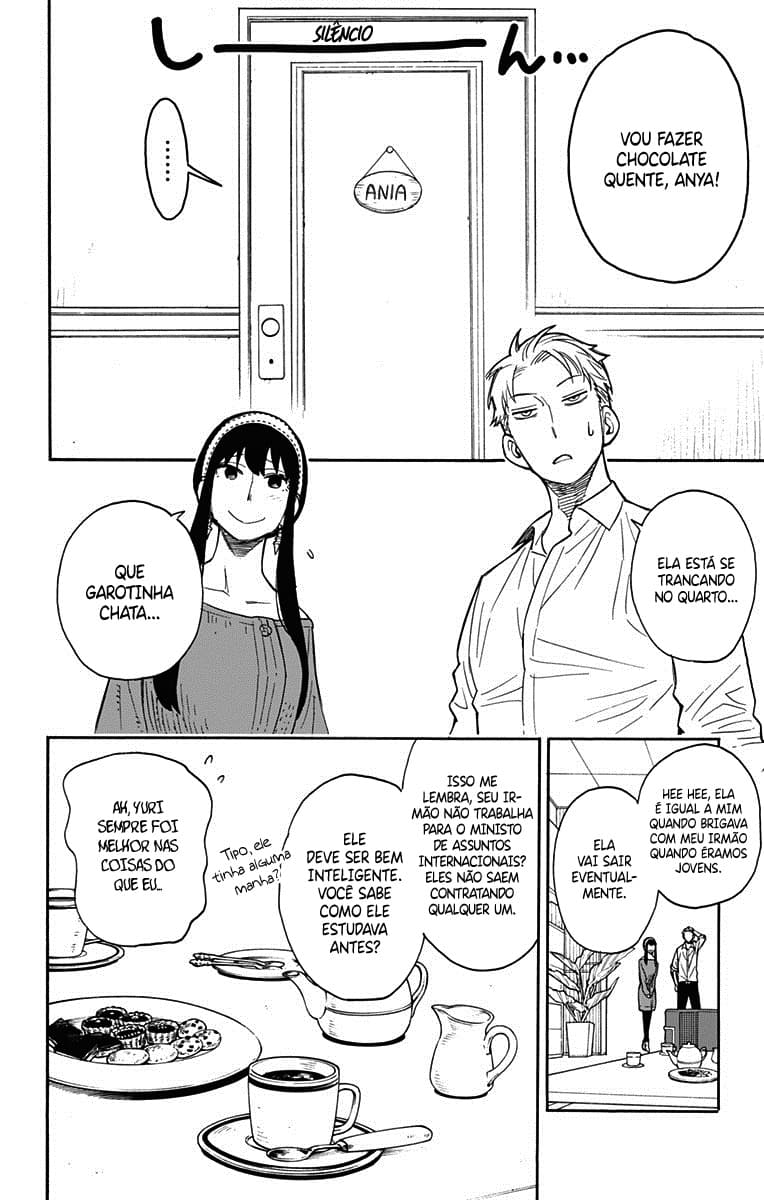 SILÊNCIO
しーん…
VOU FAZER
CHOCOLATE
QUENTE, ANYA!
........
ANIA
ELA ESTÁ SE
TRANCANDO
NO QUARTO...
QUE
GAROTINHA
CHATA...
HEE HEE, ELA
É IGUAL A MIM
QUANDO BRIGAVA
COM MEU IRMÃO
QUANDO ÉRAMOS
JOVENS.
ELA
VAI SAIR
EVENTUAL-
MENTE.
ISSO ME
LEMBRA, SEU IR-
MÃO NÃO TRABALHA
PARA O MINISTO
DE ASSUNTOS
INTERNACIONAIS?
ELES NÃO SAEM
CONTRATANDO
QUALQUER UM.
ELE
DEVE SER BEM
INTELIGENTE.
VOCÊ SABE
COMO ELE
ESTUDAVA
ANTES?
Tipo, ele
tinha alguma
manha?
AH, YURI
SEMPRE FOI
MELHOR NAS
COISAS DO
QUE EU...